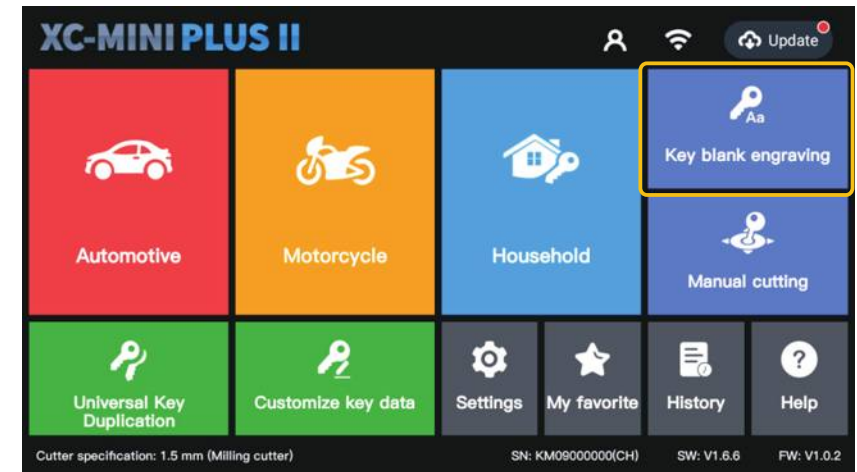 XC-MINI PLUS II
Update
Aa
Key blank engraving
Automotive
Motorcycle
Household
Manual cutting
Universal Key
Duplication
Customize key data
Settings
My favorite
History
Help
Cutter specification: 1.5 mm (Milling cutter)
SN: KM09000000(CH)
SW: V1.6.6
FW: V1.0.2